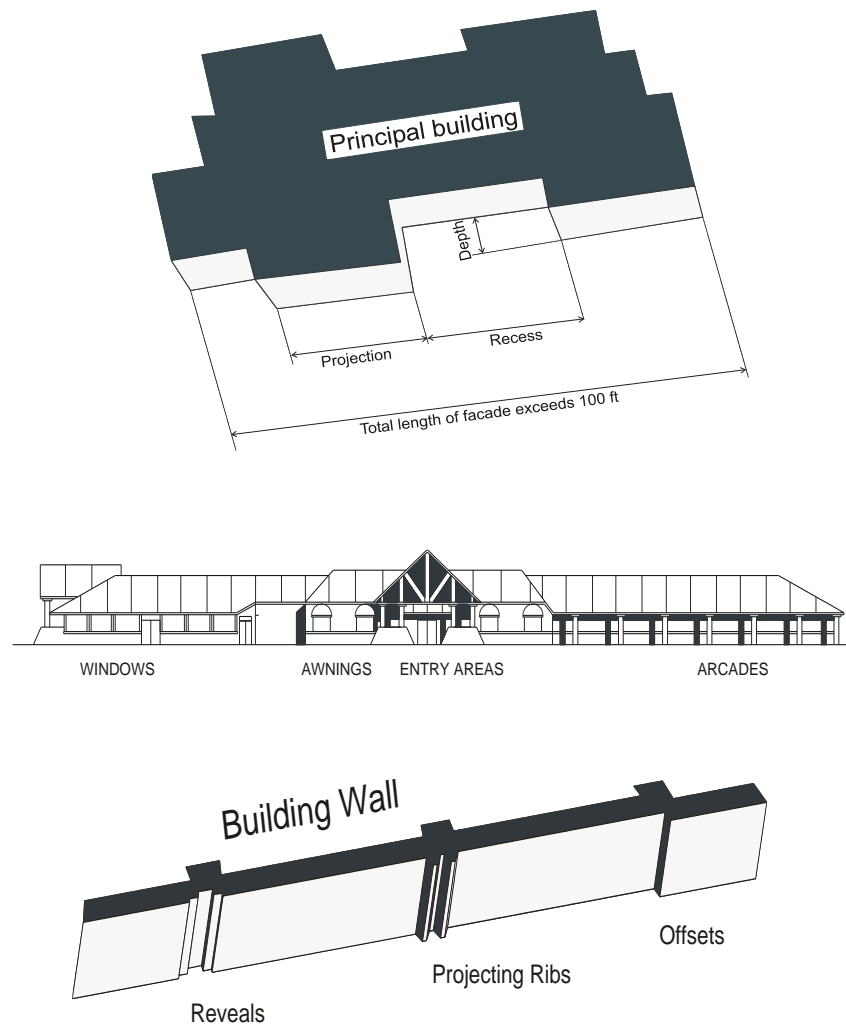 Principal building
Depth
Recess
Projection
Total length of facade exceeds 100 ft
WINDOWS AWNINGS ENTRY AREAS ARCADES
Building Wall
Offsets
Projecting Ribs
Reveals